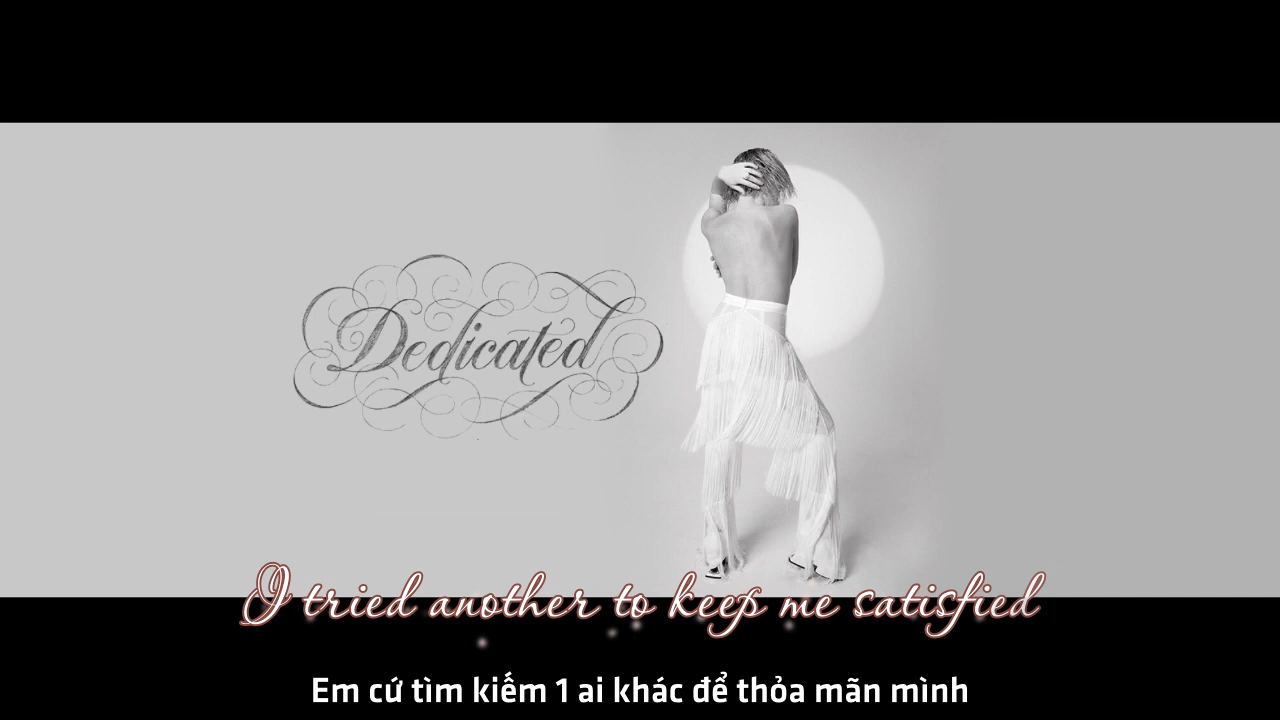 Dedicated
I tried another to keep me satisfied
Em cứ tìm kiếm 1 ai khác để thỏa mãn mình